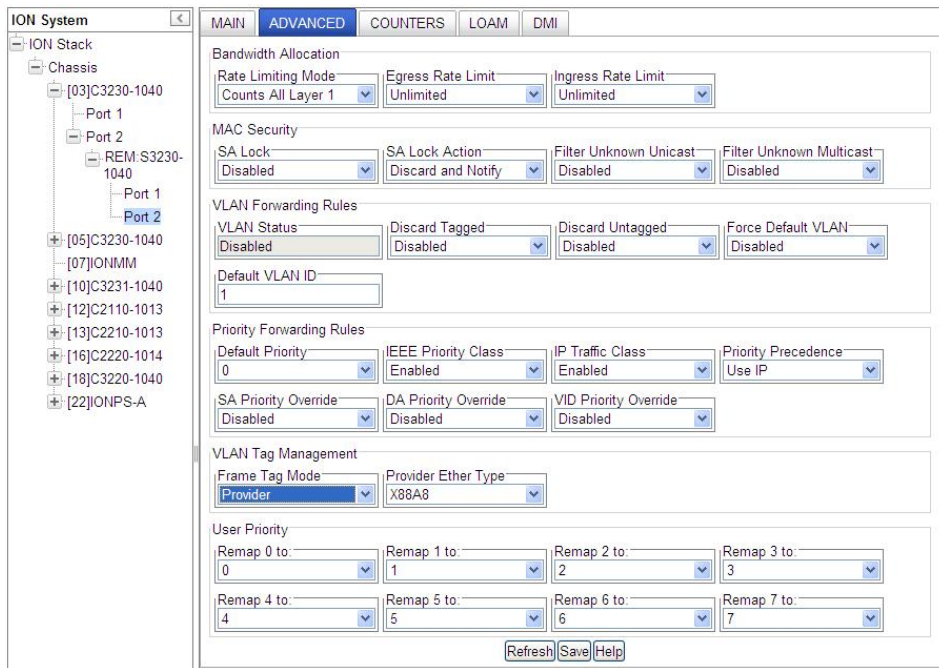 ION System
<
ION Stack
Chassis
[03]C3230-1040
Port 1
Port 2
REM:S3230-
1040
Port 1
Port 2
[05]C3230-1040
[07]IONMM
[10]C3231-1040
[12]C2110-1013
[13]C2210-1013
[16]C2220-1014
[18]C3220-1040
[22]IONPS-A
MAIN ADVANCED COUNTERS LOAM DMI
Bandwidth Allocation
Rate Limiting Mode Egress Rate Limit Ingress Rate Limit
Counts All Layer 1 Unlimited Unlimited
MAC Security
SA Lock SA Lock Action Filter Unknown Unicast Filter Unknown Multicast
Disabled Discard and Notify Disabled Disabled
VLAN Forwarding Rules
VLAN Status Discard Tagged Discard Untagged Force Default VLAN
Disabled Disabled Disabled Disabled
Default VLAN ID
1
Priority Forwarding Rules
Default Priority IEEE Priority Class IP Traffic Class Priority Precedence
0 Enabled Enabled Use IP
SA Priority Override DA Priority Override VID Priority Override
Disabled Disabled Disabled
VLAN Tag Management
Frame Tag Mode Provider Ether Type
Provider X88A8
User Priority
Remap 0 to: Remap 1 to: Remap 2 to: Remap 3 to:
0 1 2 3
Remap 4 to: Remap 5 to: Remap 6 to: Remap 7 to:
4 5 6 7
Refresh Save Help